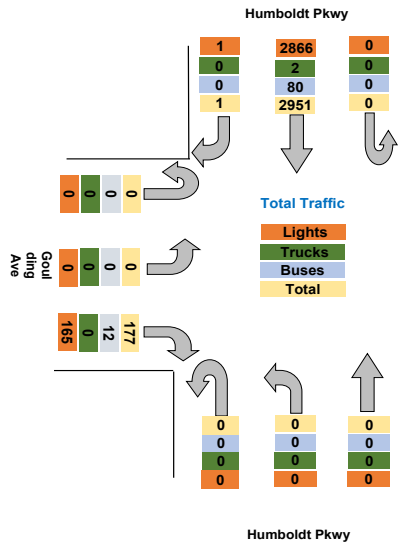 Humboldt Pkwy
1 2866 0
0 2 0
0 80 0
1 2951 0
0 0 0 0
Total Traffic
Lights
Trucks
Buses
Total
Goul
ding
Ave
0 0 0 0
165 0 12 177
0 0 0
0 0 0
0 0 0
0 0 0
Humboldt Pkwy